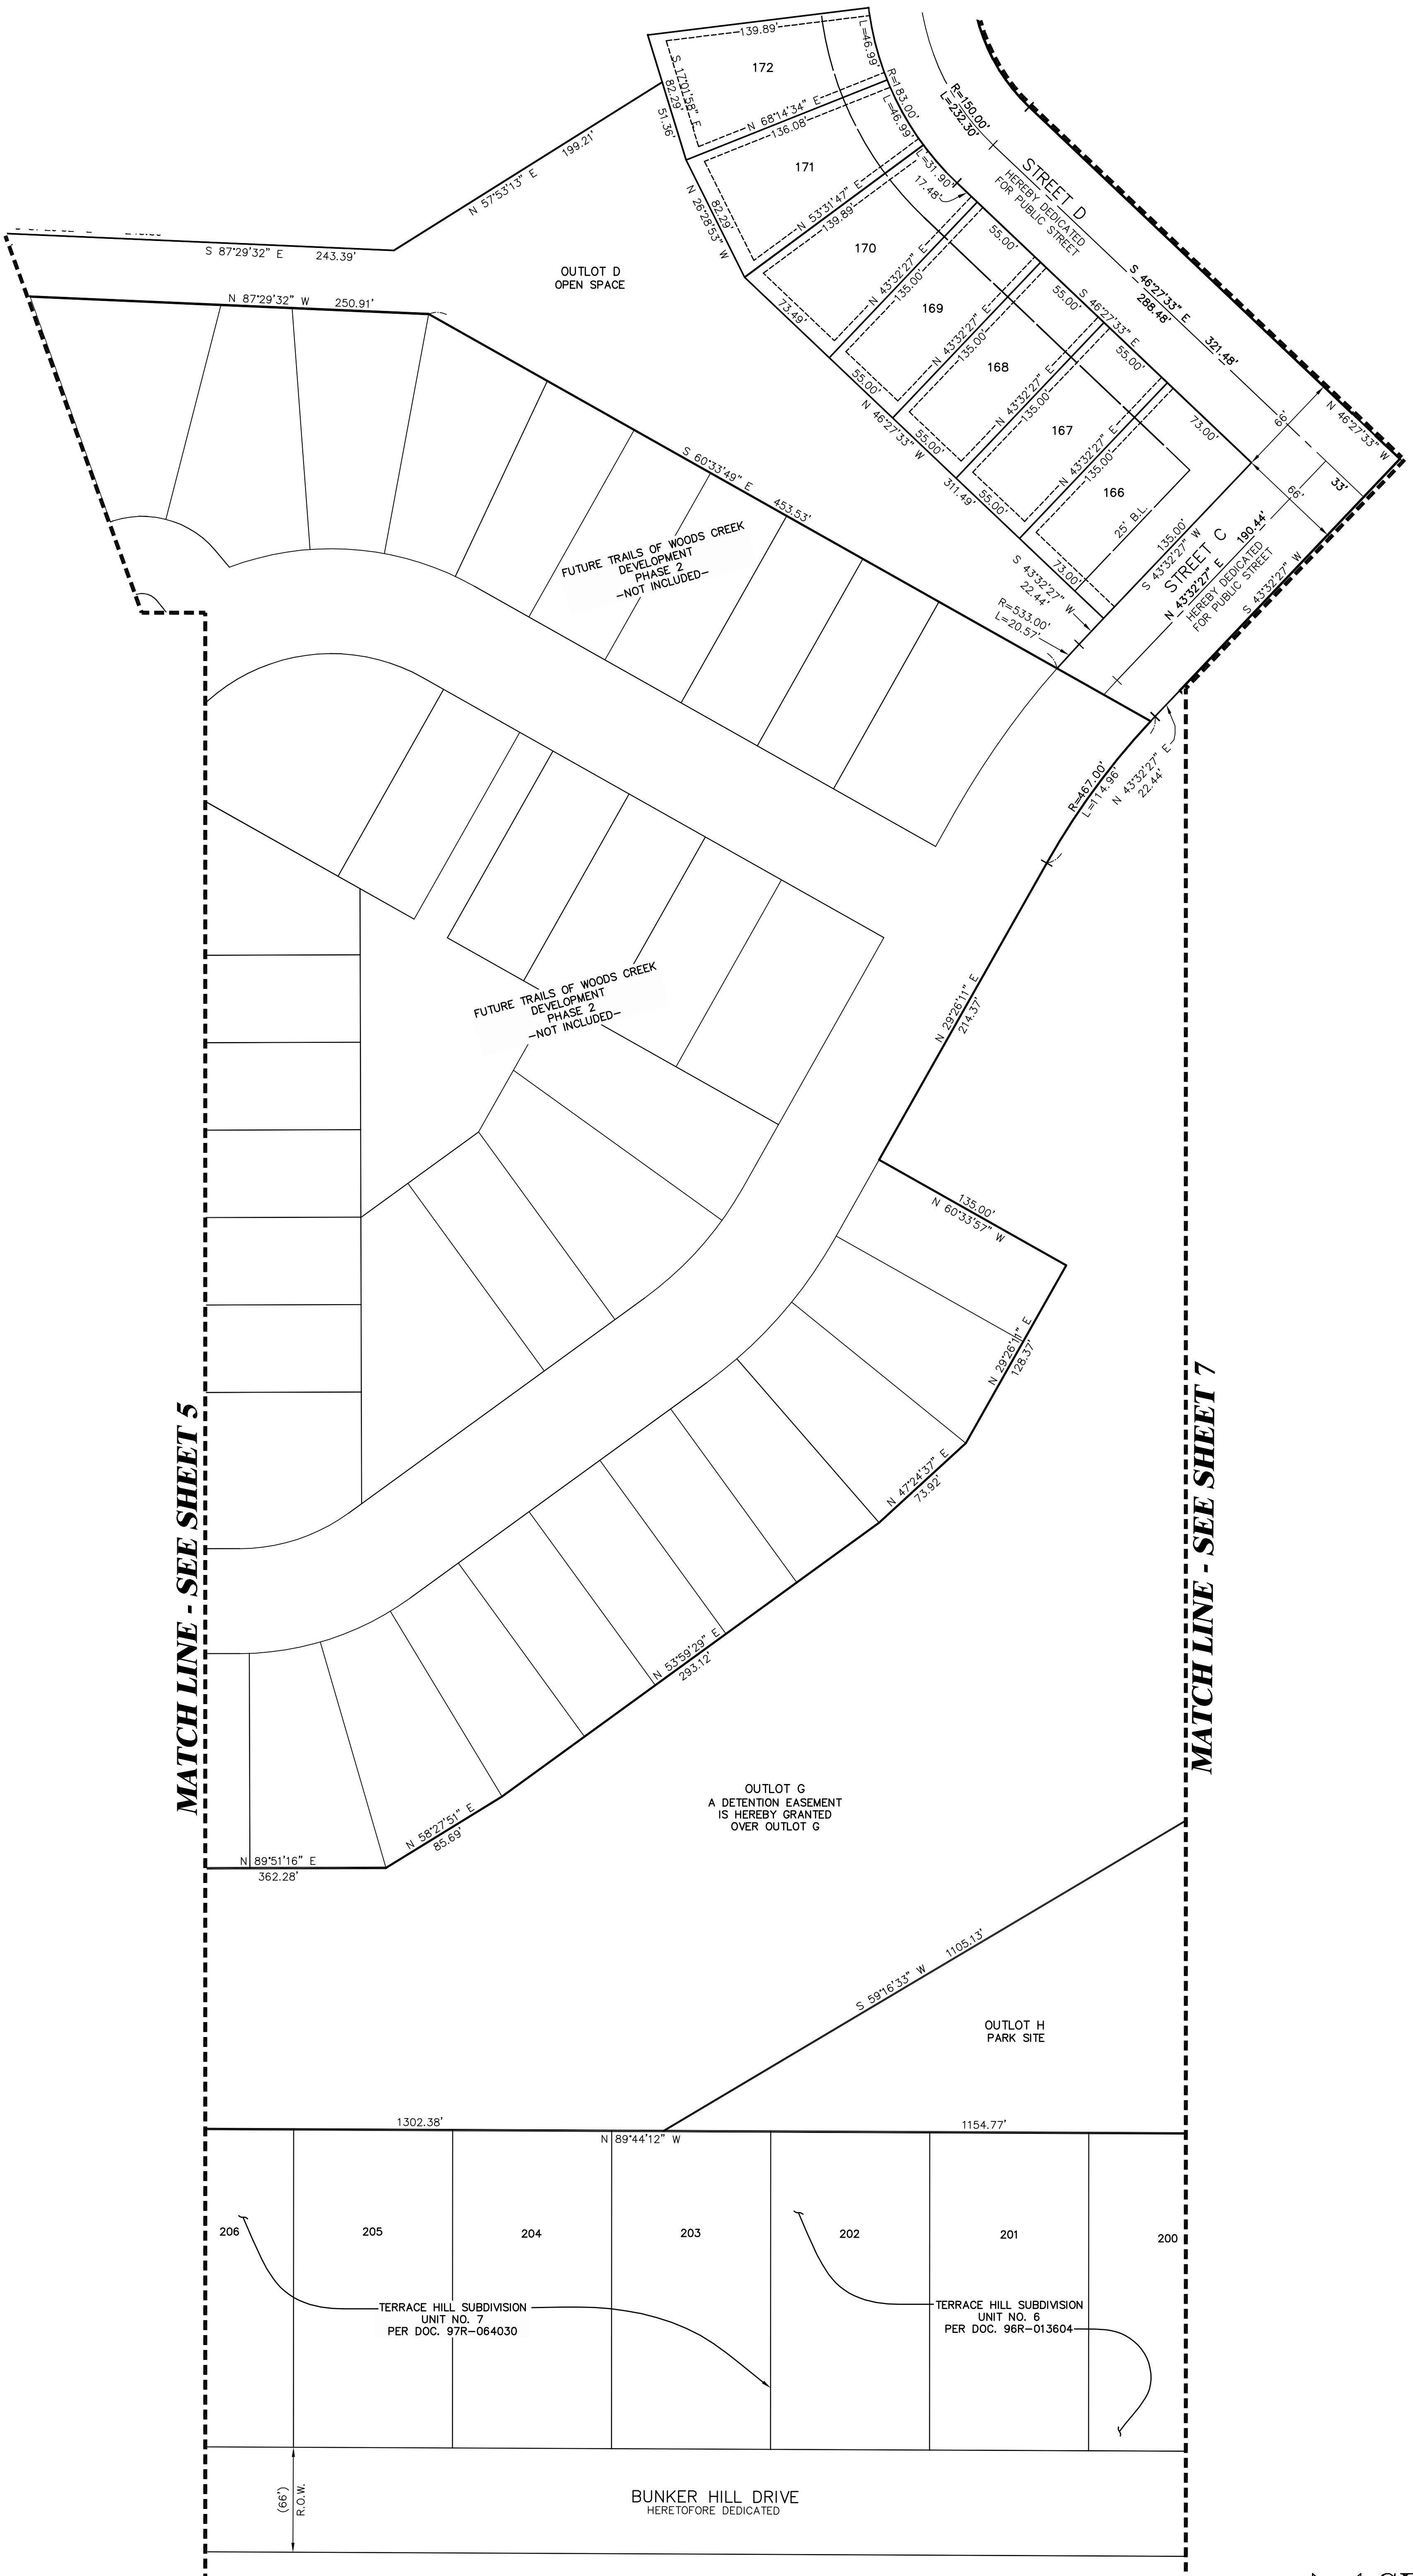 139.89'
172
L=46.99'
S 17°01'58" E
82.29'
51.36'
N 68°14'34" E
136.08'
R=183.00'
L=46.99'
171
N 26°28'53" W
82.29'
N 53°31'47" E
139.89'
L=31.90'
17.48'
R=150.00'
L=232.30'
STREET D
HEREBY DEDICATED
FOR PUBLIC STREET
S 46°27'33" E
288.48'
321.48'
N 57°53'13" E
199.21'
S 87°29'32" E
243.39'
N 87°29'32" W
250.91'
OUTLOT D
OPEN SPACE
170
73.49'
N 43°32'27" E
135.00'
55.00'
169
55.00'
N 43°32'27" E
135.00'
55.00'
S 46°27'33" E
168
N 46°27'33" W
311.49'
55.00'
N 43°32'27" E
135.00'
55.00'
167
55.00'
N 43°32'27" E
135.00'
73.00'
166
25' B.L.
73.00'
135.00'
S 43°32'27" W
66'
N 46°27'33" W
66'
33'
STREET C
N 43°32'27" E
190.44'
HEREBY DEDICATED
FOR PUBLIC STREET
S 43°32'27" W
S 43°32'27" W
22.44'
R=533.00'
L=20.57'
S 60°33'49" E
453.53'
FUTURE TRAILS OF WOODS CREEK
DEVELOPMENT
PHASE 2
-NOT INCLUDED-
R=467.00'
L=114.96'
N 43°32'27" E
22.44'
FUTURE TRAILS OF WOODS CREEK
DEVELOPMENT
PHASE 2
-NOT INCLUDED-
N 29°26'11" E
214.37'
135.00'
N 60°33'57" W
N 29°26'11" E
128.37'
N 47°24'37" E
73.92'
N 53°59'29" E
293.12'
N 58°27'51" E
85.69'
N 89°51'16" E
362.28'
MATCH LINE - SEE SHEET 5
MATCH LINE - SEE SHEET 7
OUTLOT G
A DETENTION EASEMENT
IS HEREBY GRANTED
OVER OUTLOT G
S 59°16'33" W
1105.13'
OUTLOT H
PARK SITE
1302.38'
N 89°44'12" W
1154.77'
206
205
204
203
202
201
200
TERRACE HILL SUBDIVISION
UNIT NO. 7
PER DOC. 97R-064030
TERRACE HILL SUBDIVISION
UNIT NO. 6
PER DOC. 96R-013604
(66')
R.O.W.
BUNKER HILL DRIVE
HERETOFORE DEDICATED